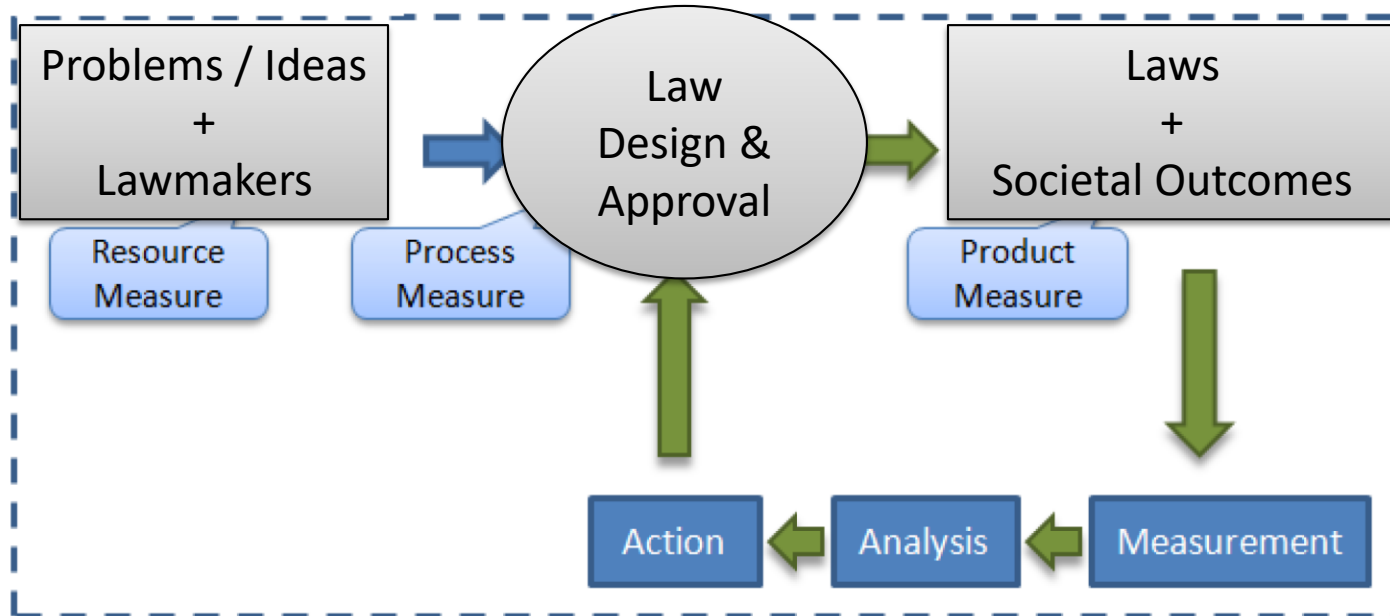 Problems / Ideas
+
Lawmakers
Law
Design &
Approval
Laws
+
Societal Outcomes
Resource
Measure
Process
Measure
Product
Measure
Action
Analysis
Measurement